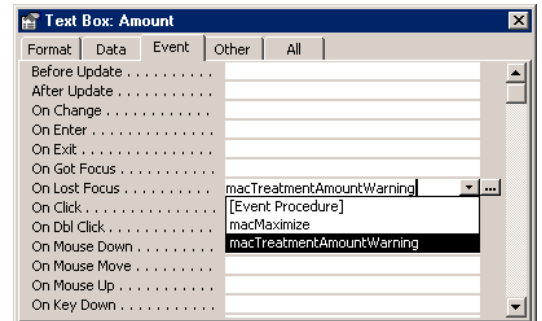 Text Box: Amount
Format Data Event Other All
Before Update . . . . . . . . . .
After Update . . . . . . . . . . .
On Change . . . . . . . . . . . .
On Enter . . . . . . . . . . . . . .
On Exit . . . . . . . . . . . . . . .
On Got Focus . . . . . . . . . . .
On Lost Focus . . . . . . . . . . macTreatmentAmountWarning ...
On Click . . . . . . . . . . . . . . [Event Procedure]
On Dbl Click . . . . . . . . . . . . macMaximize
On Mouse Down . . . . . . . . . macTreatmentAmountWarning
On Mouse Move . . . . . . . . .
On Mouse Up . . . . . . . . . . .
On Key Down . . . . . . . . . . .